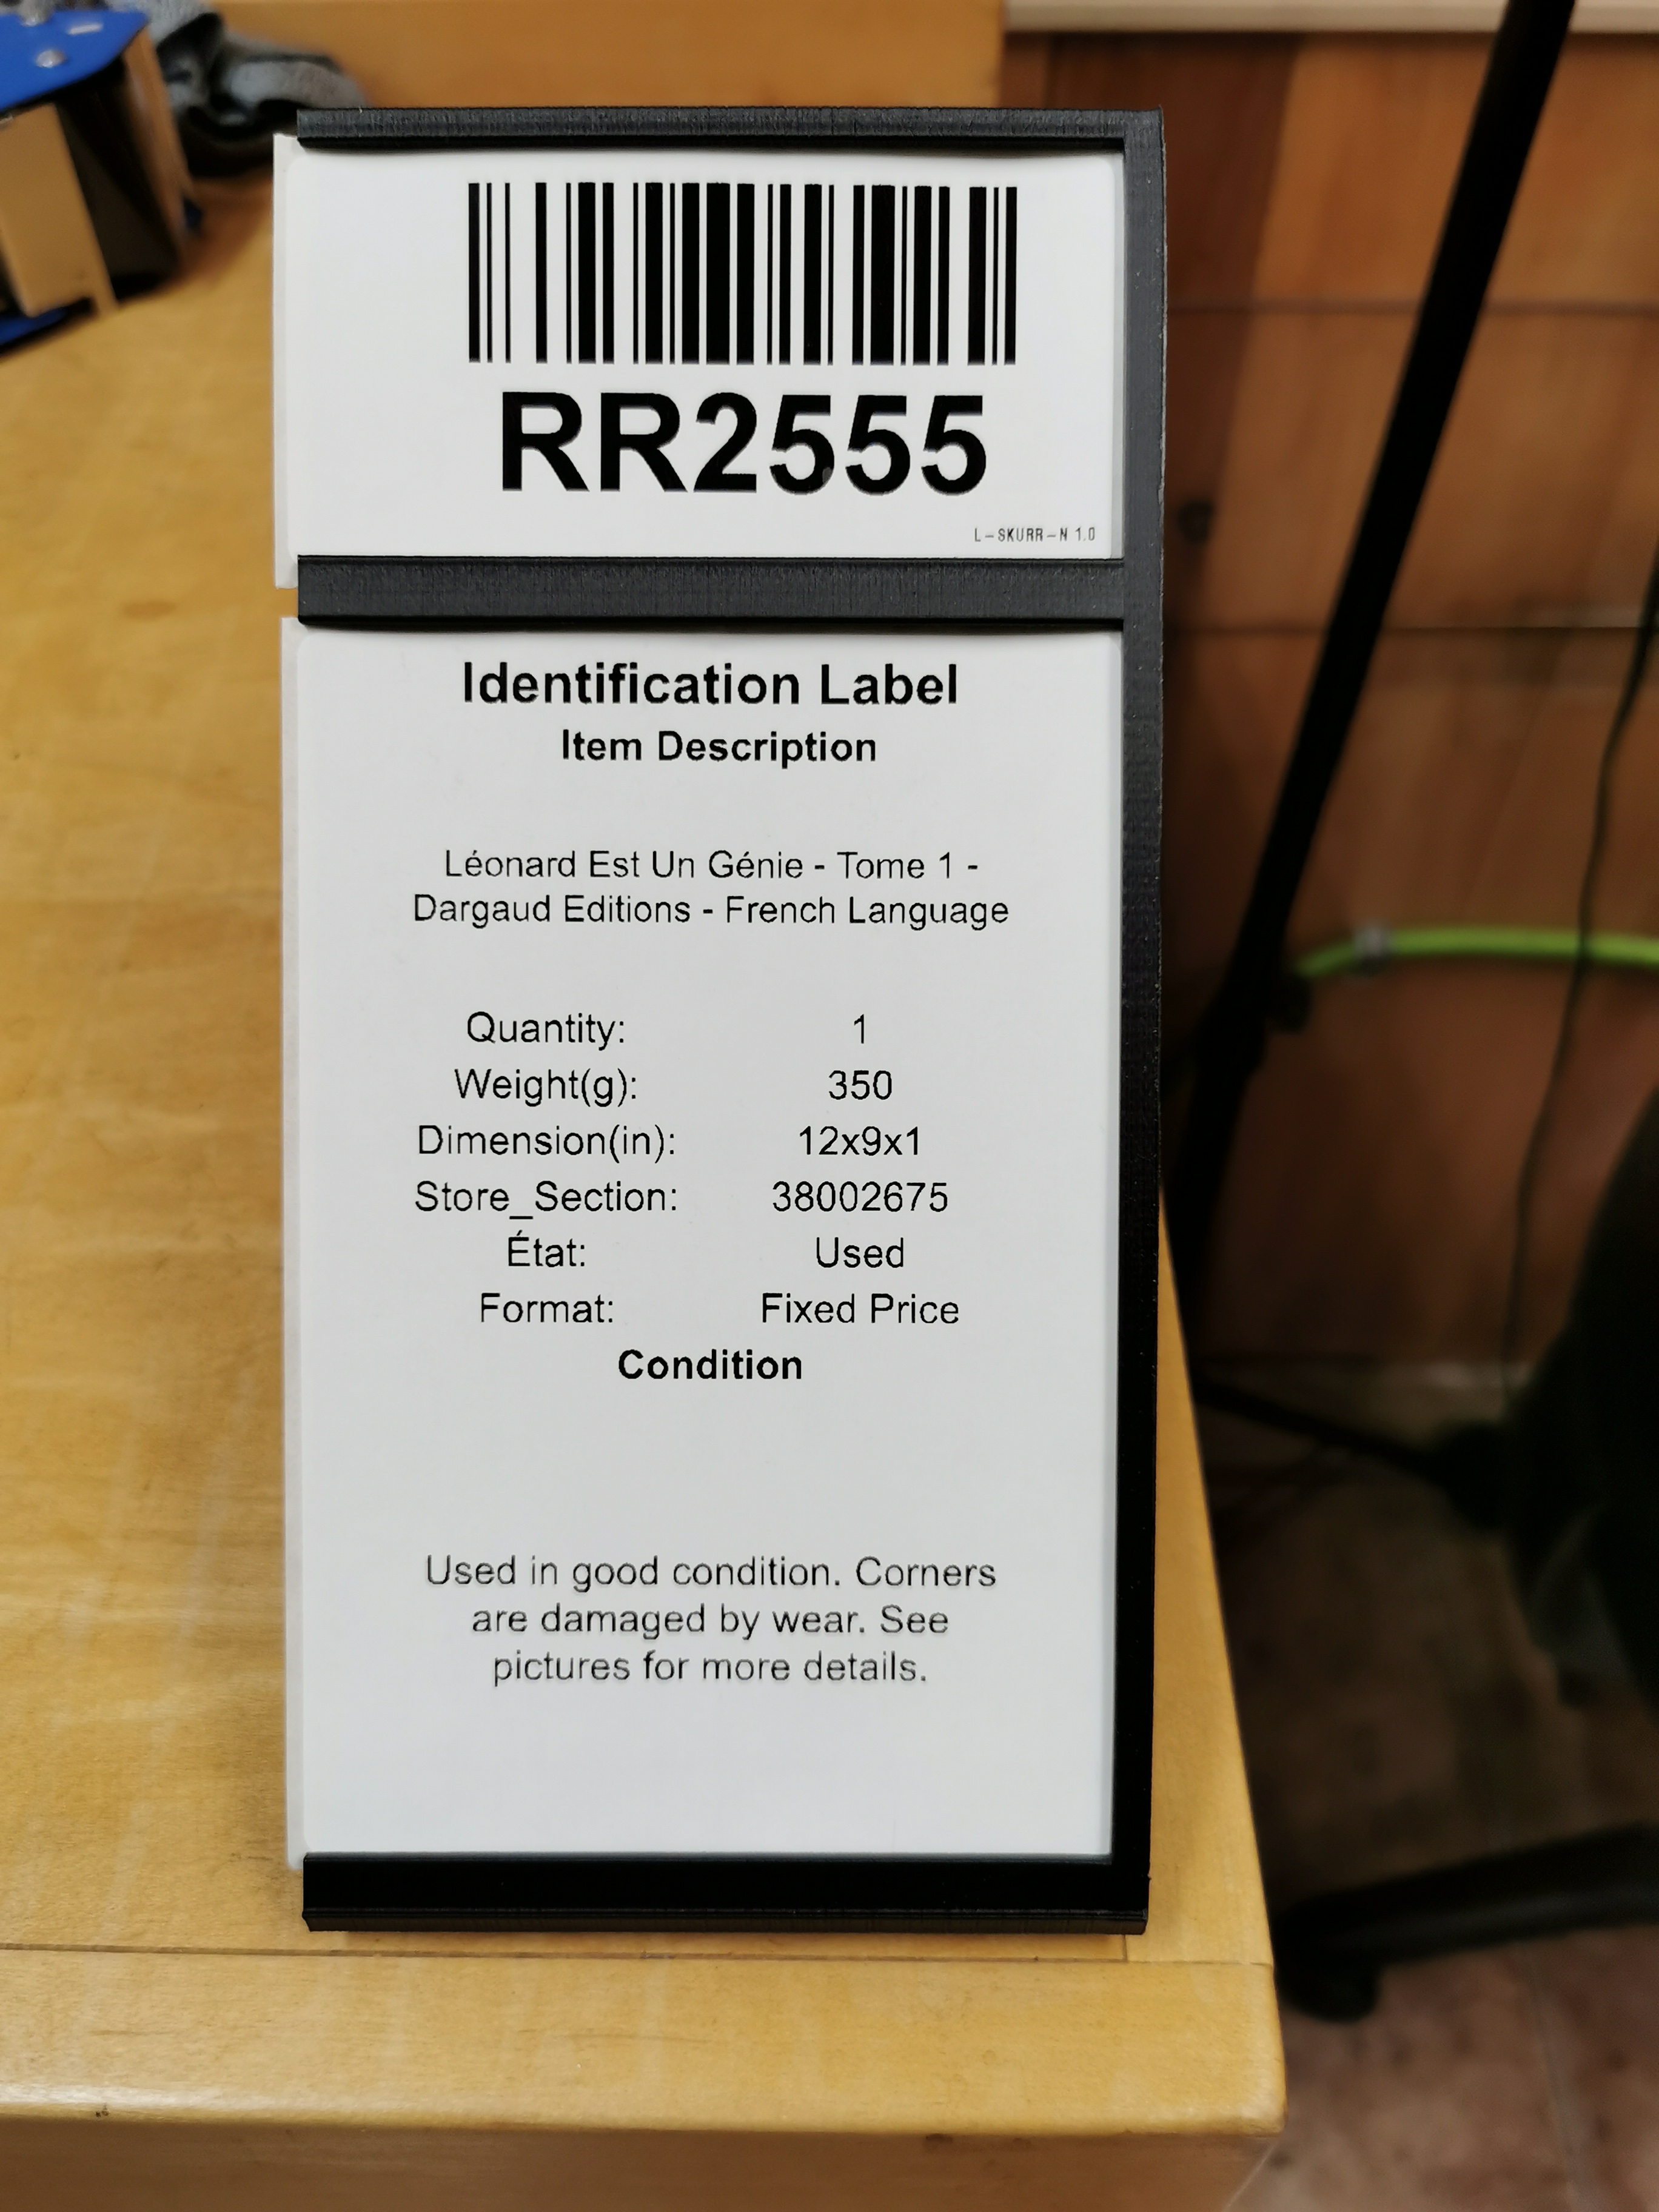 RR2555
L-SKURR-N 1.0
Identification Label
Item Description
Léonard Est Un Génie - Tome 1 -
Dargaud Editions - French Language
Quantity: 1
Weight(g): 350
Dimension(in): 12x9x1
Store_Section: 38002675
État: Used
Format: Fixed Price
Condition
Used in good condition. Corners
are damaged by wear. See
pictures for more details.